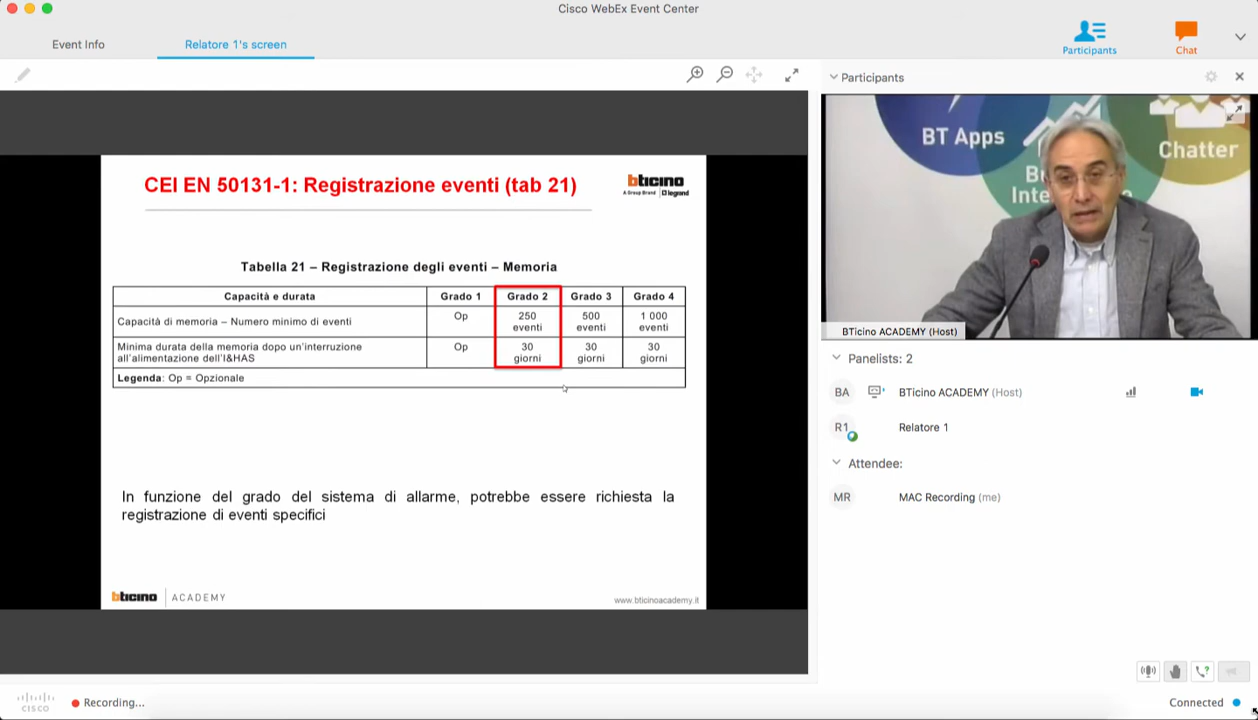 Cisco WebEx Event Center
Event Info
Relatore 1's screen
Participants
Chat
Participants
CEI EN 50131-1: Registrazione eventi (tab 21)
bticino
A Group Brand | legrand
Tabella 21 – Registrazione degli eventi – Memoria
Capacità e durata Grado 1 Grado 2 Grado 3 Grado 4
Capacità di memoria – Numero minimo di eventi Op 250 eventi 500 eventi 1 000 eventi
Minima durata della memoria dopo un'interruzione all'alimentazione dell'I&HAS Op 30 giorni 30 giorni 30 giorni
Legenda: Op = Opzionale
In funzione del grado del sistema di allarme, potrebbe essere richiesta la
registrazione di eventi specifici
bticino ACADEMY
www.bticinoacademy.it
BT Apps
Chatter
BTicino ACADEMY (Host)
Panelists: 2
BA BTicino ACADEMY (Host)
R1 Relatore 1
Attendee:
MR MAC Recording (me)
CISCO
Recording...
Connected